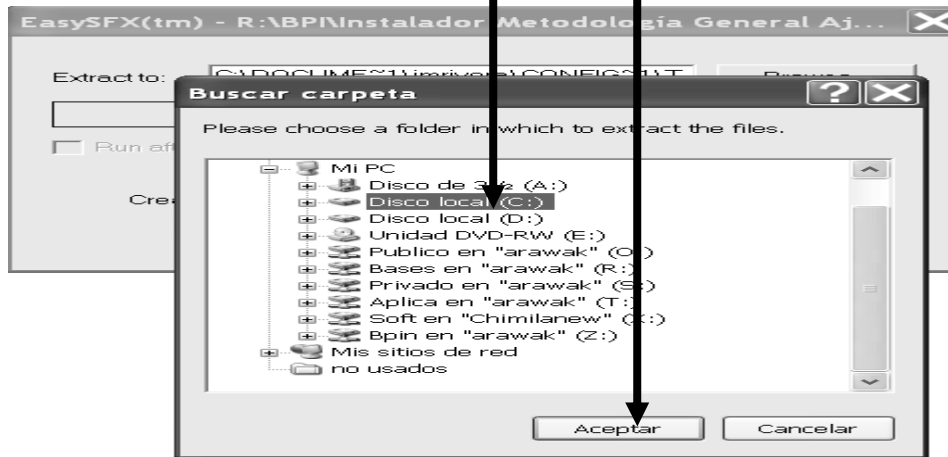 EasySFX(tm) - R:\BPI\Instalador Metodología General Aj...
Extract to:
Buscar carpeta
Please choose a folder in which to extract the files.
Run
Mi PC
Disco de 3½ (A:)
Disco local (C:)
Disco local (D:)
Unidad DVD-RW (E:)
Publico en "arawak" (O:)
Bases en "arawak" (R:)
Privado en "arawak" (S:)
Aplica en "arawak" (T:)
Soft en "Chimilanew" (X:)
Bpin en "arawak" (Z:)
Mis sitios de red
no usados
Aceptar Cancelar